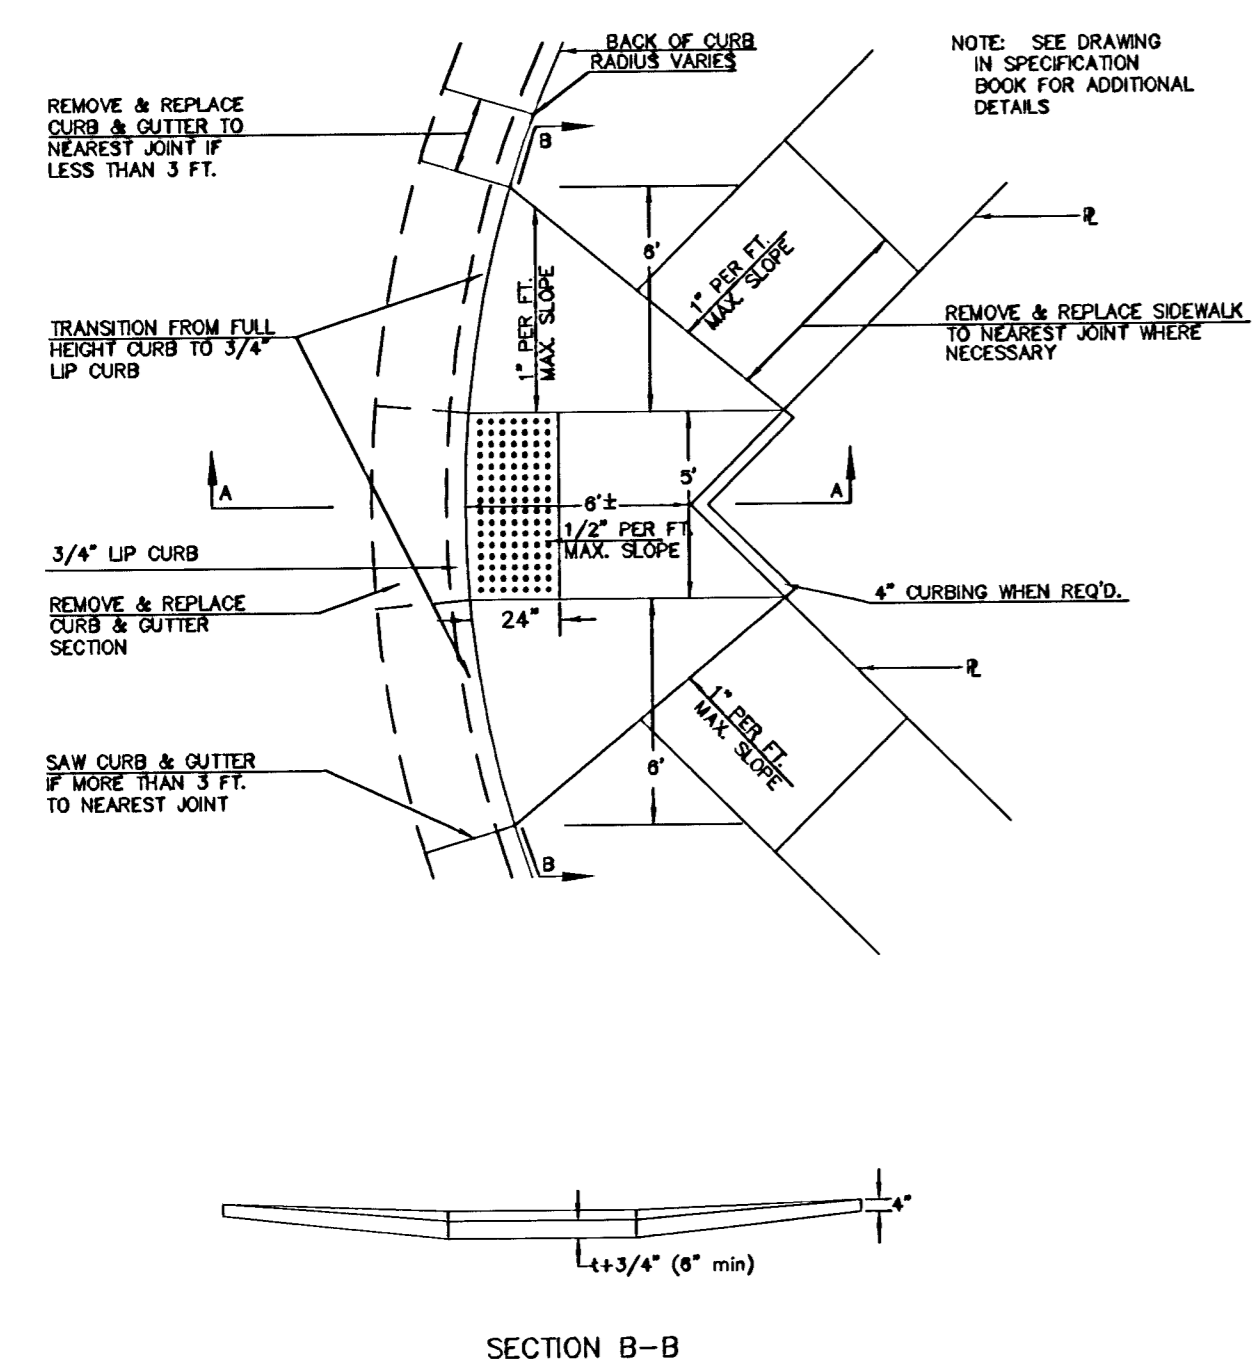 BACK OF CURB
RADIUS VARIES
NOTE: SEE DRAWING
IN SPECIFICATION
BOOK FOR ADDITIONAL
DETAILS
REMOVE & REPLACE
CURB & GUTTER TO
NEAREST JOINT IF
LESS THAN 3 FT.
B
6'
1" PER FT.
MAX. SLOPE
1" PER FT.
MAX. SLOPE
PL
REMOVE & REPLACE SIDEWALK
TO NEAREST JOINT WHERE
NECESSARY
TRANSITION FROM FULL
HEIGHT CURB TO 3/4"
LIP CURB
A
5'
6'±
A
1/2" PER FT.
MAX. SLOPE
3/4" LIP CURB
4" CURBING WHEN REQ'D.
REMOVE & REPLACE
CURB & GUTTER
SECTION
24"
PL
1" PER FT.
MAX. SLOPE
6'
SAW CURB & GUTTER
IF MORE THAN 3 FT.
TO NEAREST JOINT
B
4"
t+3/4" (6" min)
SECTION B-B